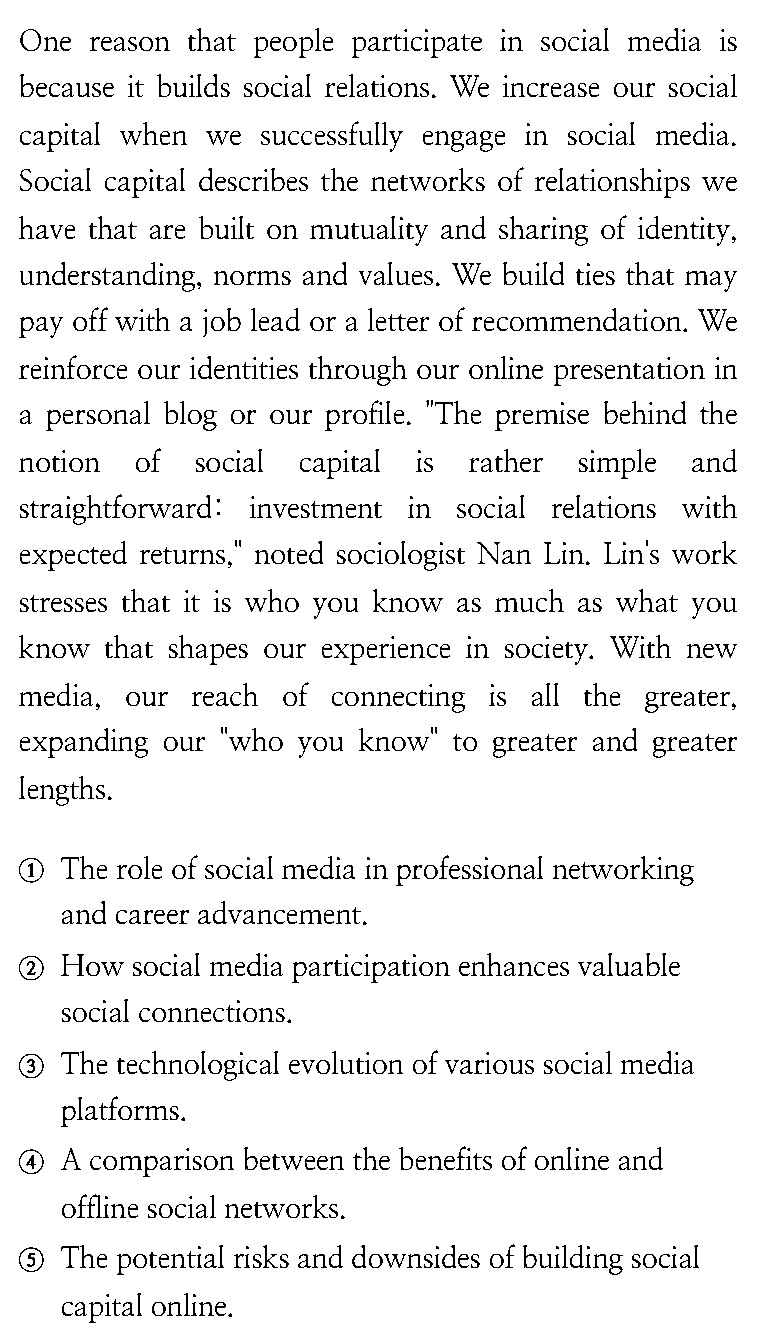 One reason that people participate in social media is
because it builds social relations. We increase our social
capital when we successfully engage in social media.
Social capital describes the networks of relationships we
have that are built on mutuality and sharing of identity,
understanding, norms and values. We build ties that may
pay off with a job lead or a letter of recommendation. We
reinforce our identities through our online presentation in
a personal blog or our profile. "The premise behind the
notion of social capital is rather simple and
straightforward: investment in social relations with
expected returns," noted sociologist Nan Lin. Lin's work
stresses that it is who you know as much as what you
know that shapes our experience in society. With new
media, our reach of connecting is all the greater,
expanding our "who you know" to greater and greater
lengths.
① The role of social media in professional networking
and career advancement.
② How social media participation enhances valuable
social connections.
③ The technological evolution of various social media
platforms.
④ A comparison between the benefits of online and
offline social networks.
⑤ The potential risks and downsides of building social
capital online.